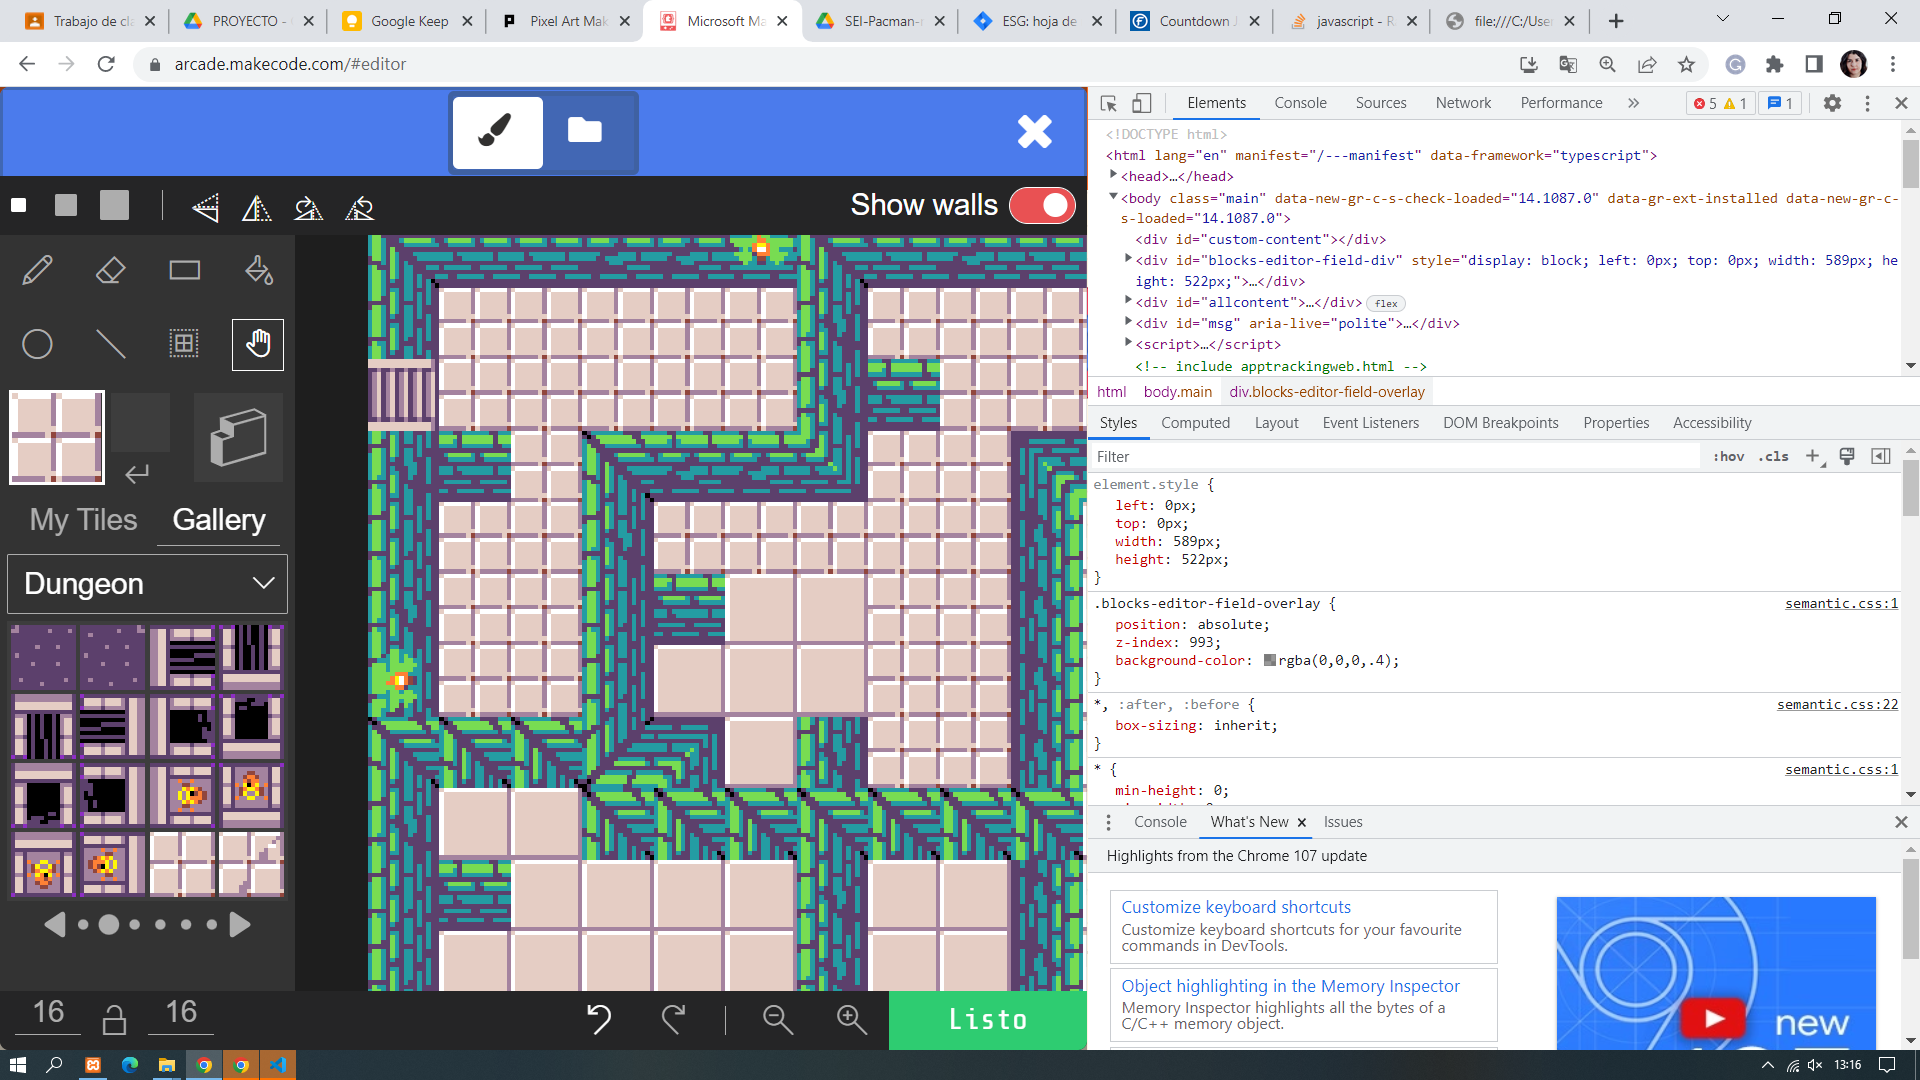 Trabajo de cl
PROYECTO -
Google Keep
Pixel Art Mak
Microsoft Ma
SEI-Pacman-r
ESG: hoja de
Countdown J
javascript - R
file:///C:/User
arcade.makecode.com/#editor
Show walls
My Tiles
Gallery
Dungeon
16
16
Listo
Elements
Console
Sources
Network
Performance
5
1
1
<!DOCTYPE html>
<html lang="en" manifest="/---manifest" data-framework="typescript">
<head>…</head>
<body class="main" data-new-gr-c-s-check-loaded="14.1087.0" data-gr-ext-installed data-new-gr-c-
s-loaded="14.1087.0">
<div id="custom-content"></div>
<div id="blocks-editor-field-div" style="display: block; left: 0px; top: 0px; width: 589px; he
ight: 522px;">…</div>
<div id="allcontent">…</div> flex
<div id="msg" aria-live="polite">…</div>
<script>…</script>
<!-- include apptrackingweb.html -->
html
body.main
div.blocks-editor-field-overlay
Styles
Computed
Layout
Event Listeners
DOM Breakpoints
Properties
Accessibility
Filter
:hov
.cls
element.style {
left: 0px;
top: 0px;
width: 589px;
height: 522px;
}
.blocks-editor-field-overlay {
semantic.css:1
position: absolute;
z-index: 993;
background-color: rgba(0,0,0,.4);
}
*, :after, :before {
semantic.css:22
box-sizing: inherit;
}
* {
semantic.css:1
min-height: 0;
Console
What's New
Issues
Highlights from the Chrome 107 update
Customize keyboard shortcuts
Customize keyboard shortcuts for your favourite
commands in DevTools.
Object highlighting in the Memory Inspector
Memory Inspector highlights all the bytes of a
C/C++ memory object.
new
13:16